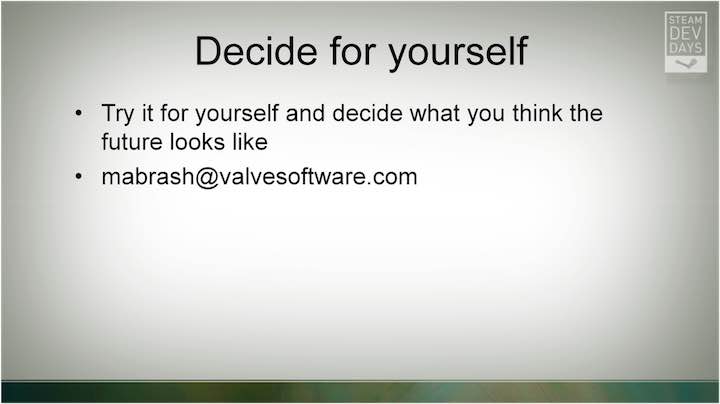 Decide for yourself
STEAM
DEV
DAYS
• Try it for yourself and decide what you think the
future looks like
• mabrash@valvesoftware.com